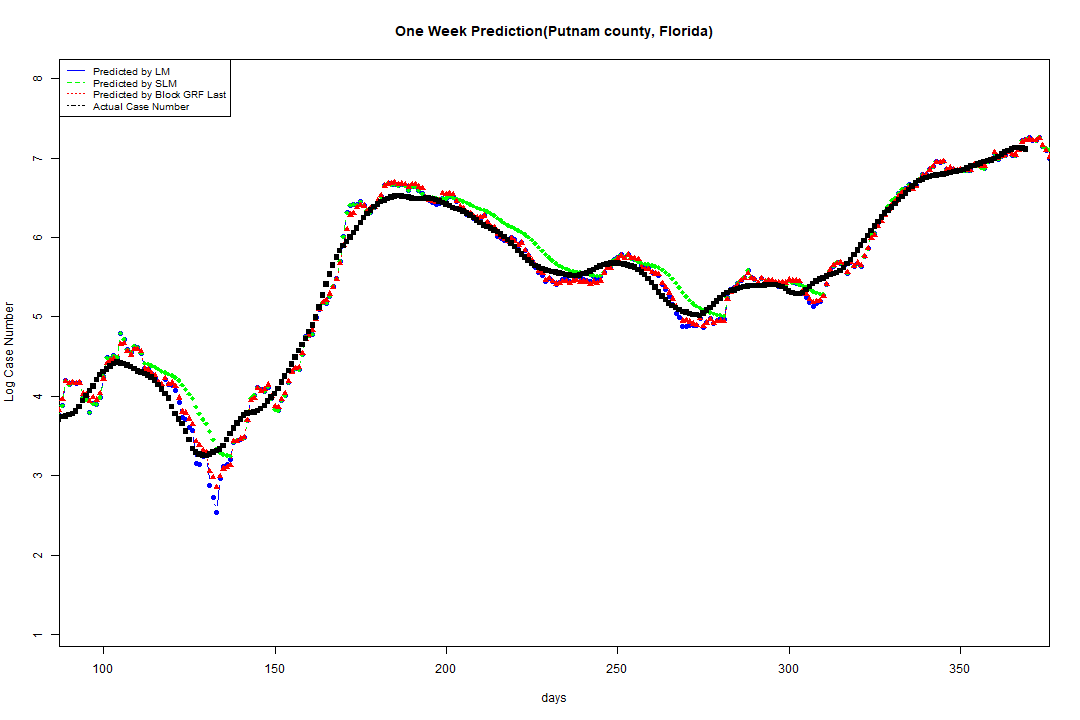 One Week Prediction(Putnam county, Florida)
Predicted by LM
Predicted by SLM
Predicted by Block GRF Last
Actual Case Number
8
7
6
5
4
3
2
1
Log Case Number
100 150 200 250 300 350
days